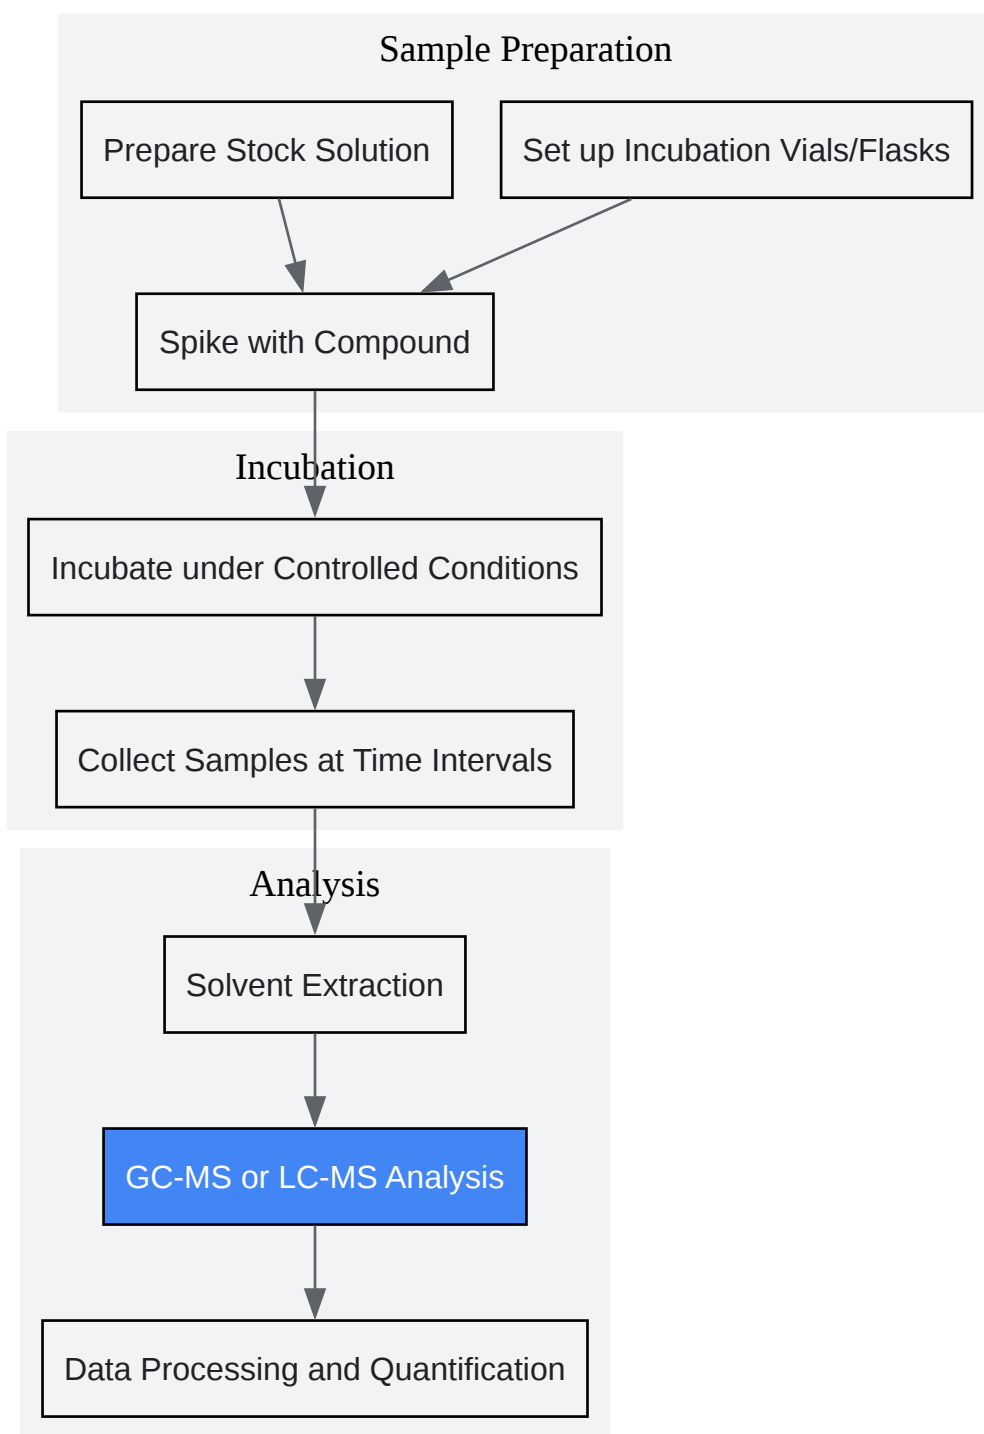 Sample Preparation
Prepare Stock Solution
Set up Incubation Vials/Flasks
Spike with Compound
Incubation
Incubate under Controlled Conditions
Collect Samples at Time Intervals
Analysis
Solvent Extraction
GC-MS or LC-MS Analysis
Data Processing and Quantification